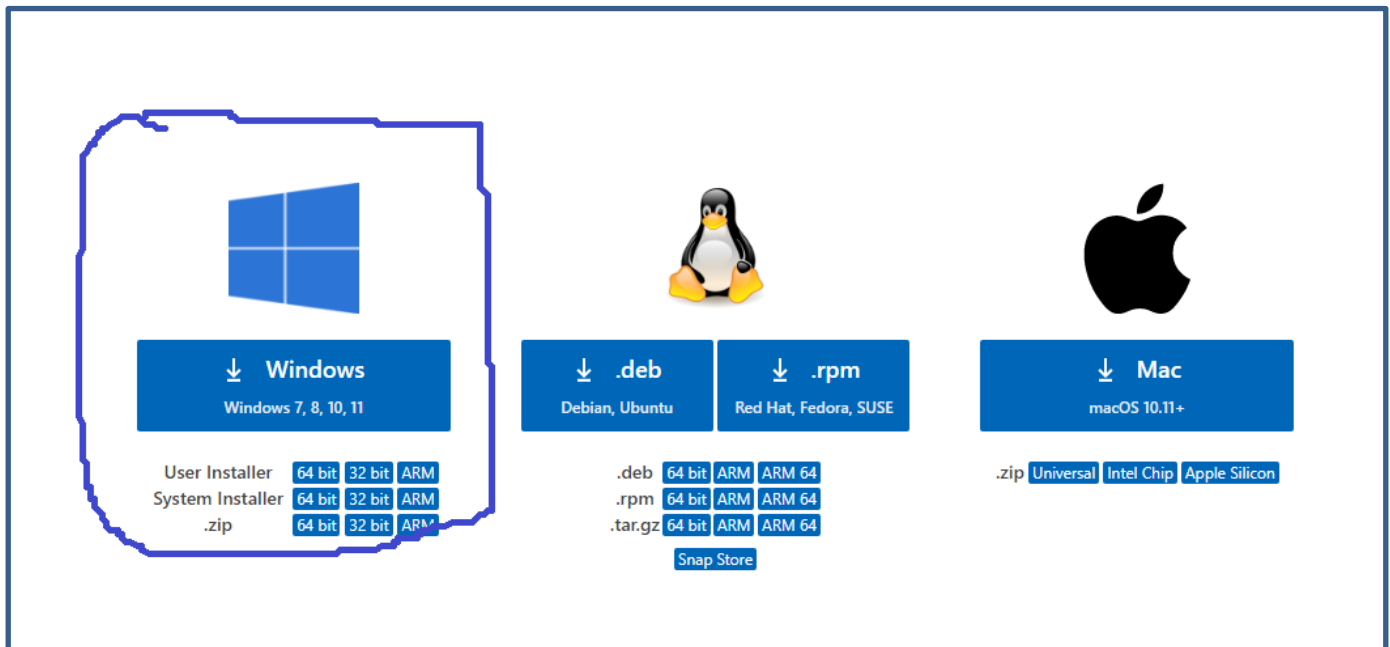 Windows
Windows 7, 8, 10, 11
User Installer 64 bit 32 bit ARM
System Installer 64 bit 32 bit ARM
.zip 64 bit 32 bit ARM
.deb
Debian, Ubuntu
.rpm
Red Hat, Fedora, SUSE
.deb 64 bit ARM ARM 64
.rpm 64 bit ARM ARM 64
.tar.gz 64 bit ARM ARM 64
Snap Store
Mac
macOS 10.11+
.zip Universal Intel Chip Apple Silicon